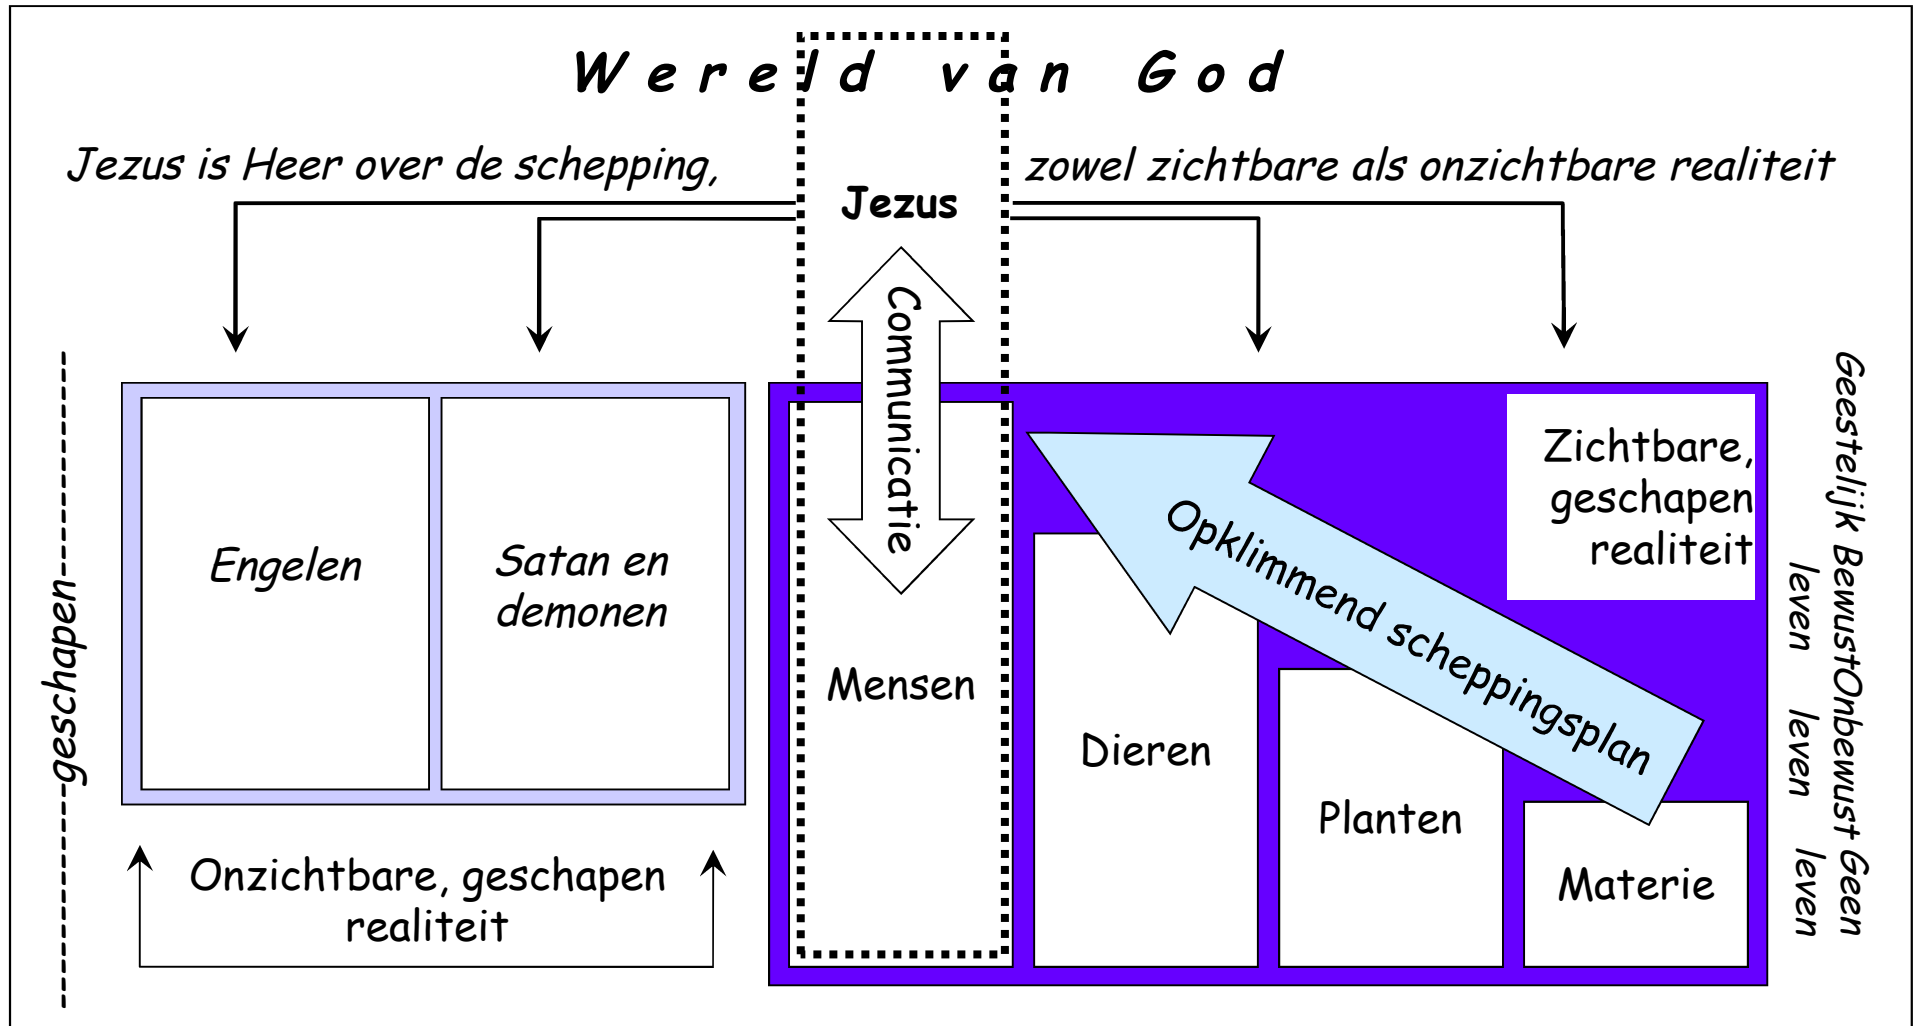 Wereld van God
Jezus is Heer over de schepping,
zowel zichtbare als onzichtbare realiteit
Jezus
Communicatie
geschapen
Engelen
Satan en
demonen
Mensen
Opklimmend scheppingsplan
Zichtbare,
geschapen
realiteit
Dieren
Planten
Materie
Onzichtbare, geschapen
realiteit
Geestelijk BewustOnbewust Geen
leven leven leven